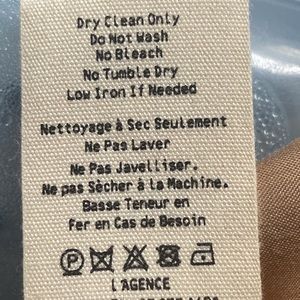 Dry Clean Only
Do Not Wash
No Bleach
No Tumble Dry
Low Iron If Needed
Nettoyage à Sec Seulement
Ne Pas Laver
Ne Pas Javelliser.
Ne pas Sècher à la Machine.
Basse Teneur en
Fer en Cas de Besoin
P
L'AGENCE